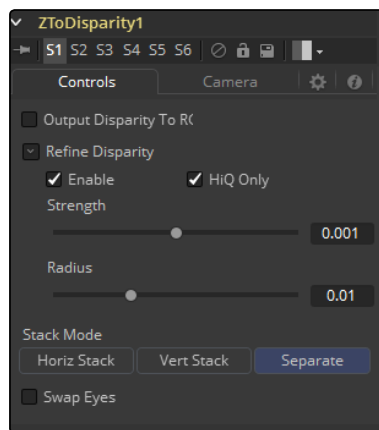 ZToDisparity1
S1 S2 S3 S4 S5 S6
Controls Camera
Output Disparity To RC
Refine Disparity
Enable HiQ Only
Strength
0.001
Radius
0.01
Stack Mode
Horiz Stack Vert Stack Separate
Swap Eyes